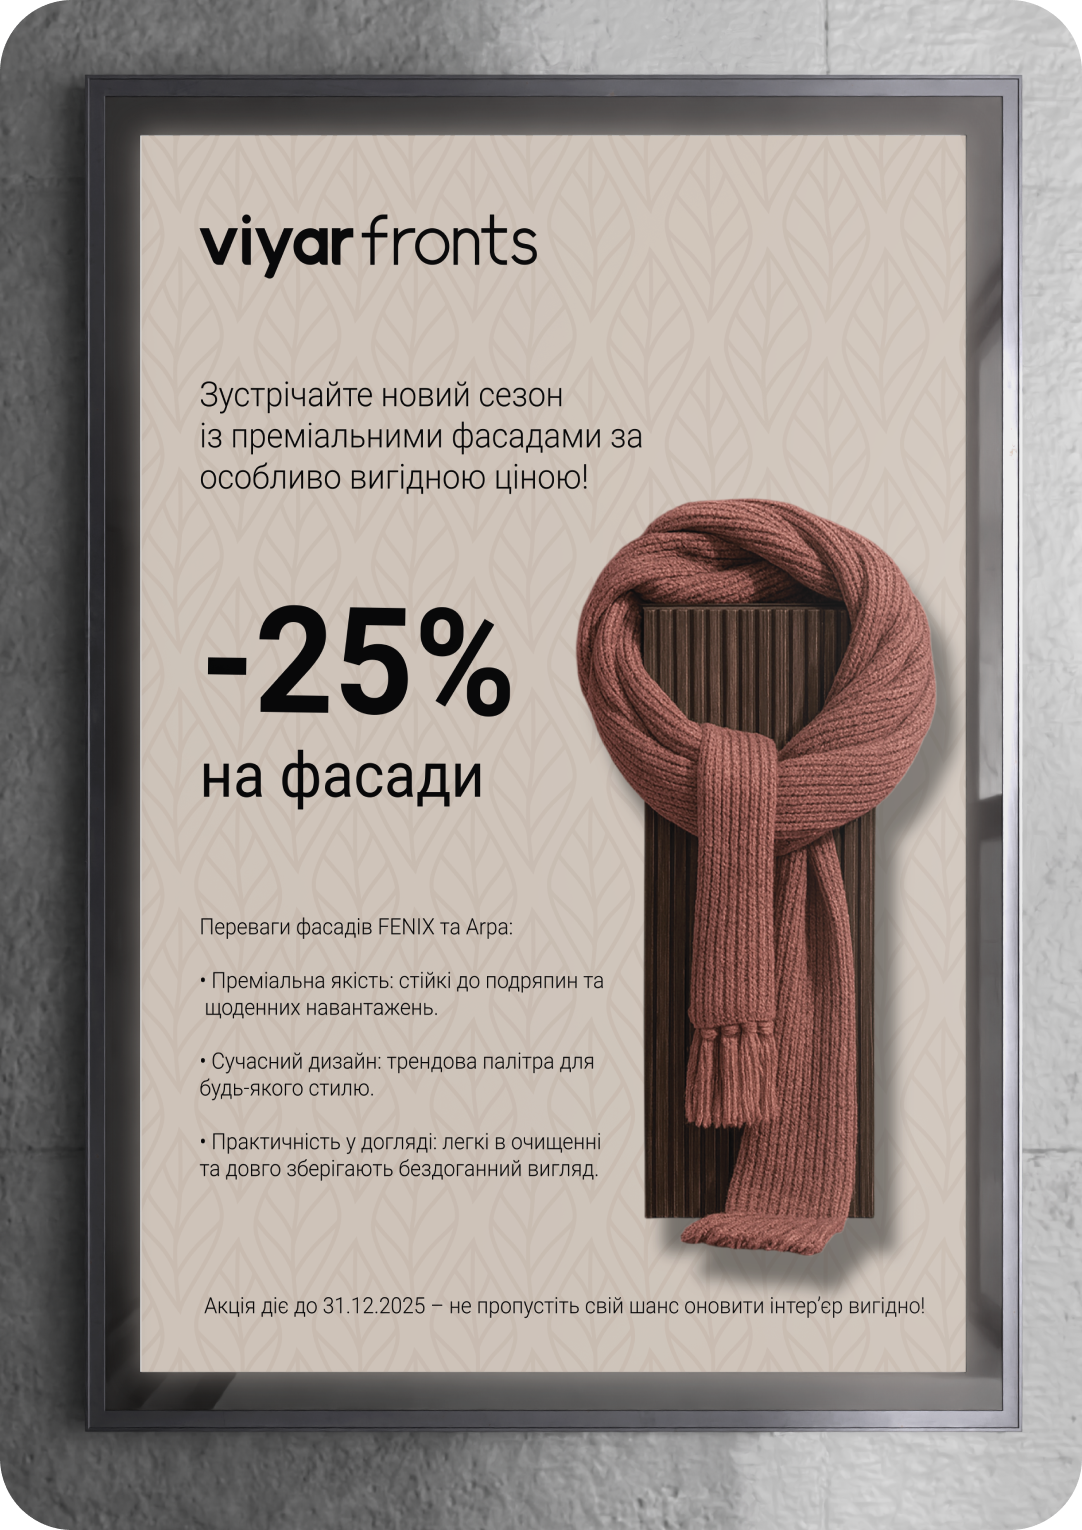 viyar fronts
Зустрічайте новий сезон
із преміальними фасадами за
особливо вигідною ціною!
-25%
на фасади
Переваги фасадів FENIX та Arpa:
• Преміальна якість: стійкі до подряпин та
щоденних навантажень.
• Сучасний дизайн: трендова палітра для
будь-якого стилю.
• Практичність у догляді: легкі в очищенні
та довго зберігають бездоганний вигляд.
Акція діє до 31.12.2025 – не пропустіть свій шанс оновити інтер’єр вигідно!